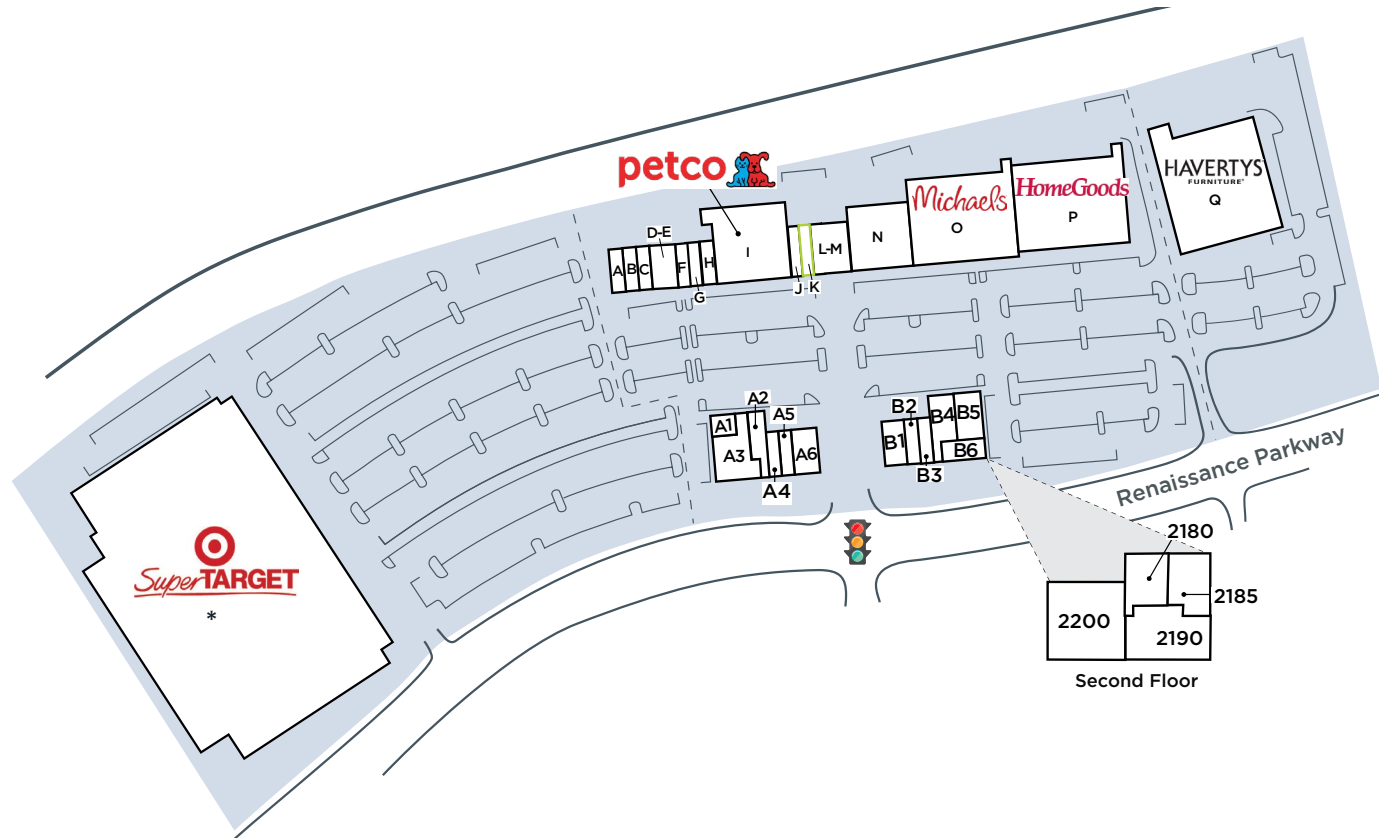 petco
HAVERTYS
FURNITURE
Q
Michaels
O
HomeGoods
P
D-E
A
B
C
F
G
H
I
J
K
L-M
N
A1
A2
A3
A4
A5
A6
B1
B2
B3
B4
B5
B6
Renaissance Parkway
SuperTARGET
*
2180
2185
2200
2190
Second Floor